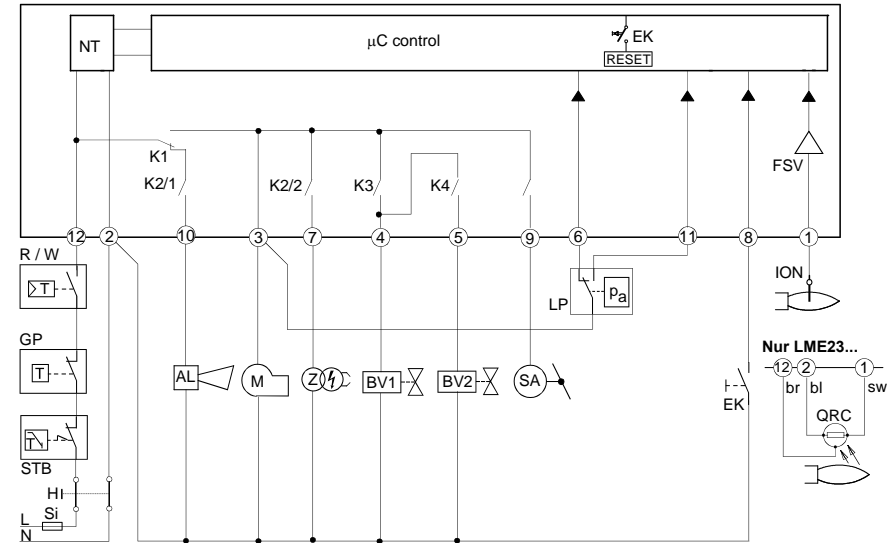 NT
μC control
EK
RESET
FSV
K1
K2/1
K2/2
K3
K4
12
2
10
3
7
4
5
9
6
11
8
1
R / W
T
LP
pa
ION
GP
T
AL
M
Z
BV1
BV2
SA
EK
Nur LME23...
12
2
1
br
bl
sw
QRC
T
STB
H
Si
L
N